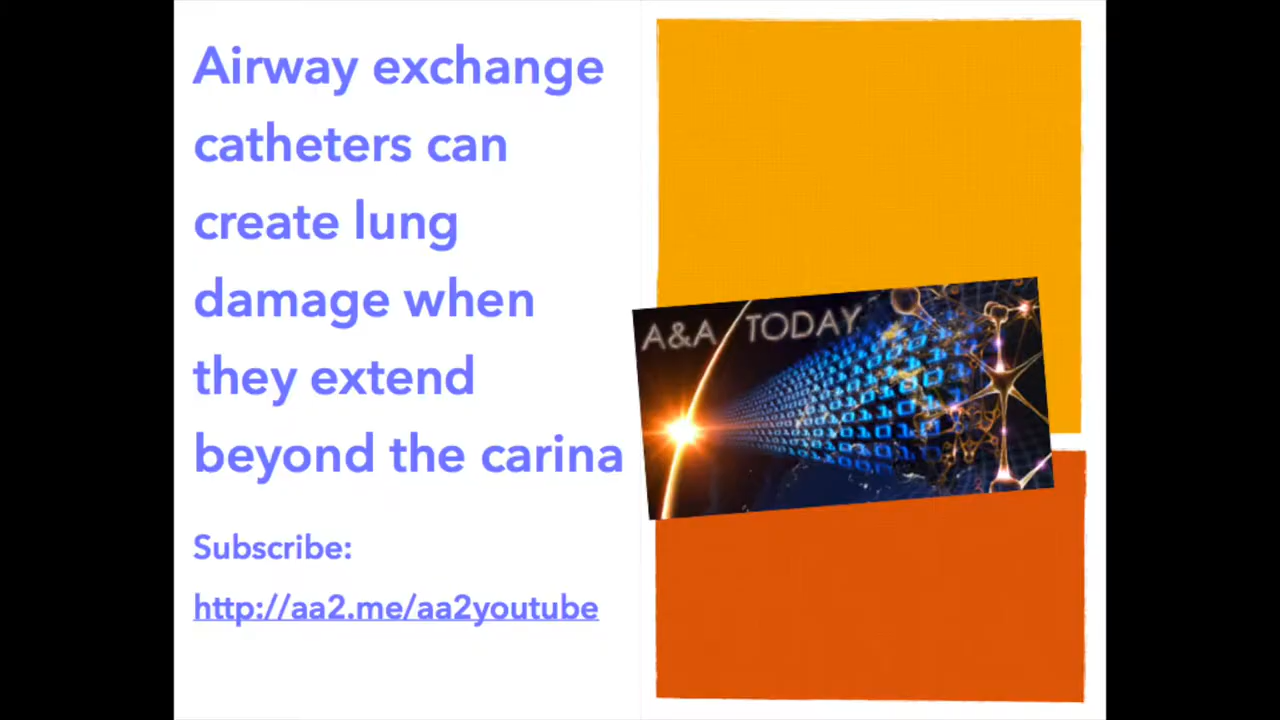 Airway exchange
catheters can
create lung
damage when
they extend
beyond the carina
Subscribe:
http://aa2.me/aa2youtube
A&A TODAY